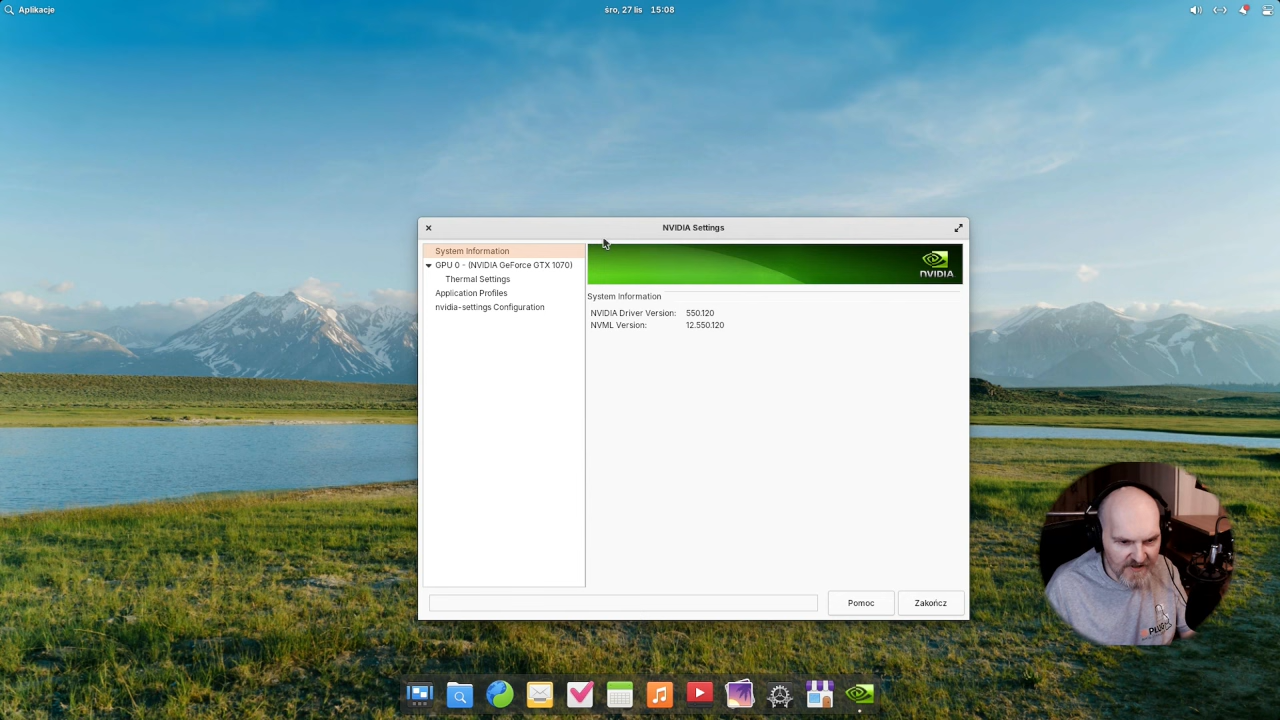 Aplikacje
śro, 27 lis 15:08
NVIDIA Settings
System Information
GPU 0 - (NVIDIA GeForce GTX 1070)
Thermal Settings
Application Profiles
nvidia-settings Configuration
NVIDIA
System Information
NVIDIA Driver Version: 550.120
NVML Version: 12.550.120
Pomoc
Zakończ